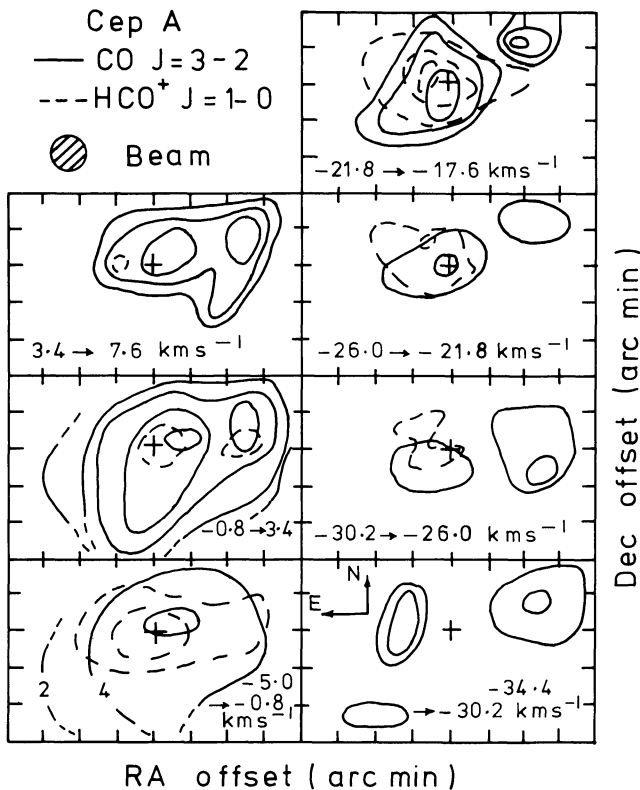 Cep A
CO J=3-2
HCO⁺ J=1-0
Beam
-21·8 → -17·6 kms⁻¹
3·4 → 7·6 kms⁻¹
-26·0 → -21·8 kms⁻¹
-0·8 → 3·4
-30·2 → -26·0 kms⁻¹
2
4
-5·0
→ -0·8
kms⁻¹
N
E
-34·4
→ -30·2 kms⁻¹
Dec offset (arc min)
RA offset (arc min)